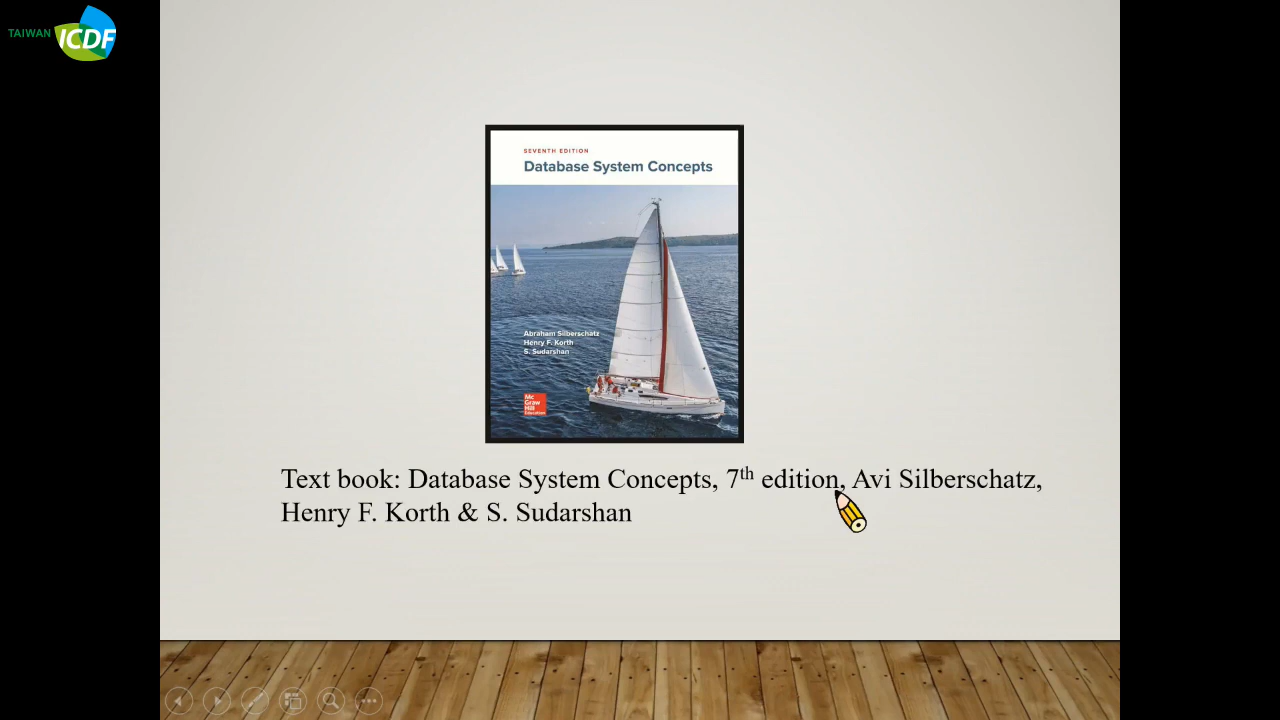 TAIWAN ICDF
SEVENTH EDITION
Database System Concepts
Abraham Silberschatz
Henry F. Korth
S. Sudarshan
Mc
Graw
Hill
Education
Text book: Database System Concepts, 7th edition, Avi Silberschatz,
Henry F. Korth & S. Sudarshan